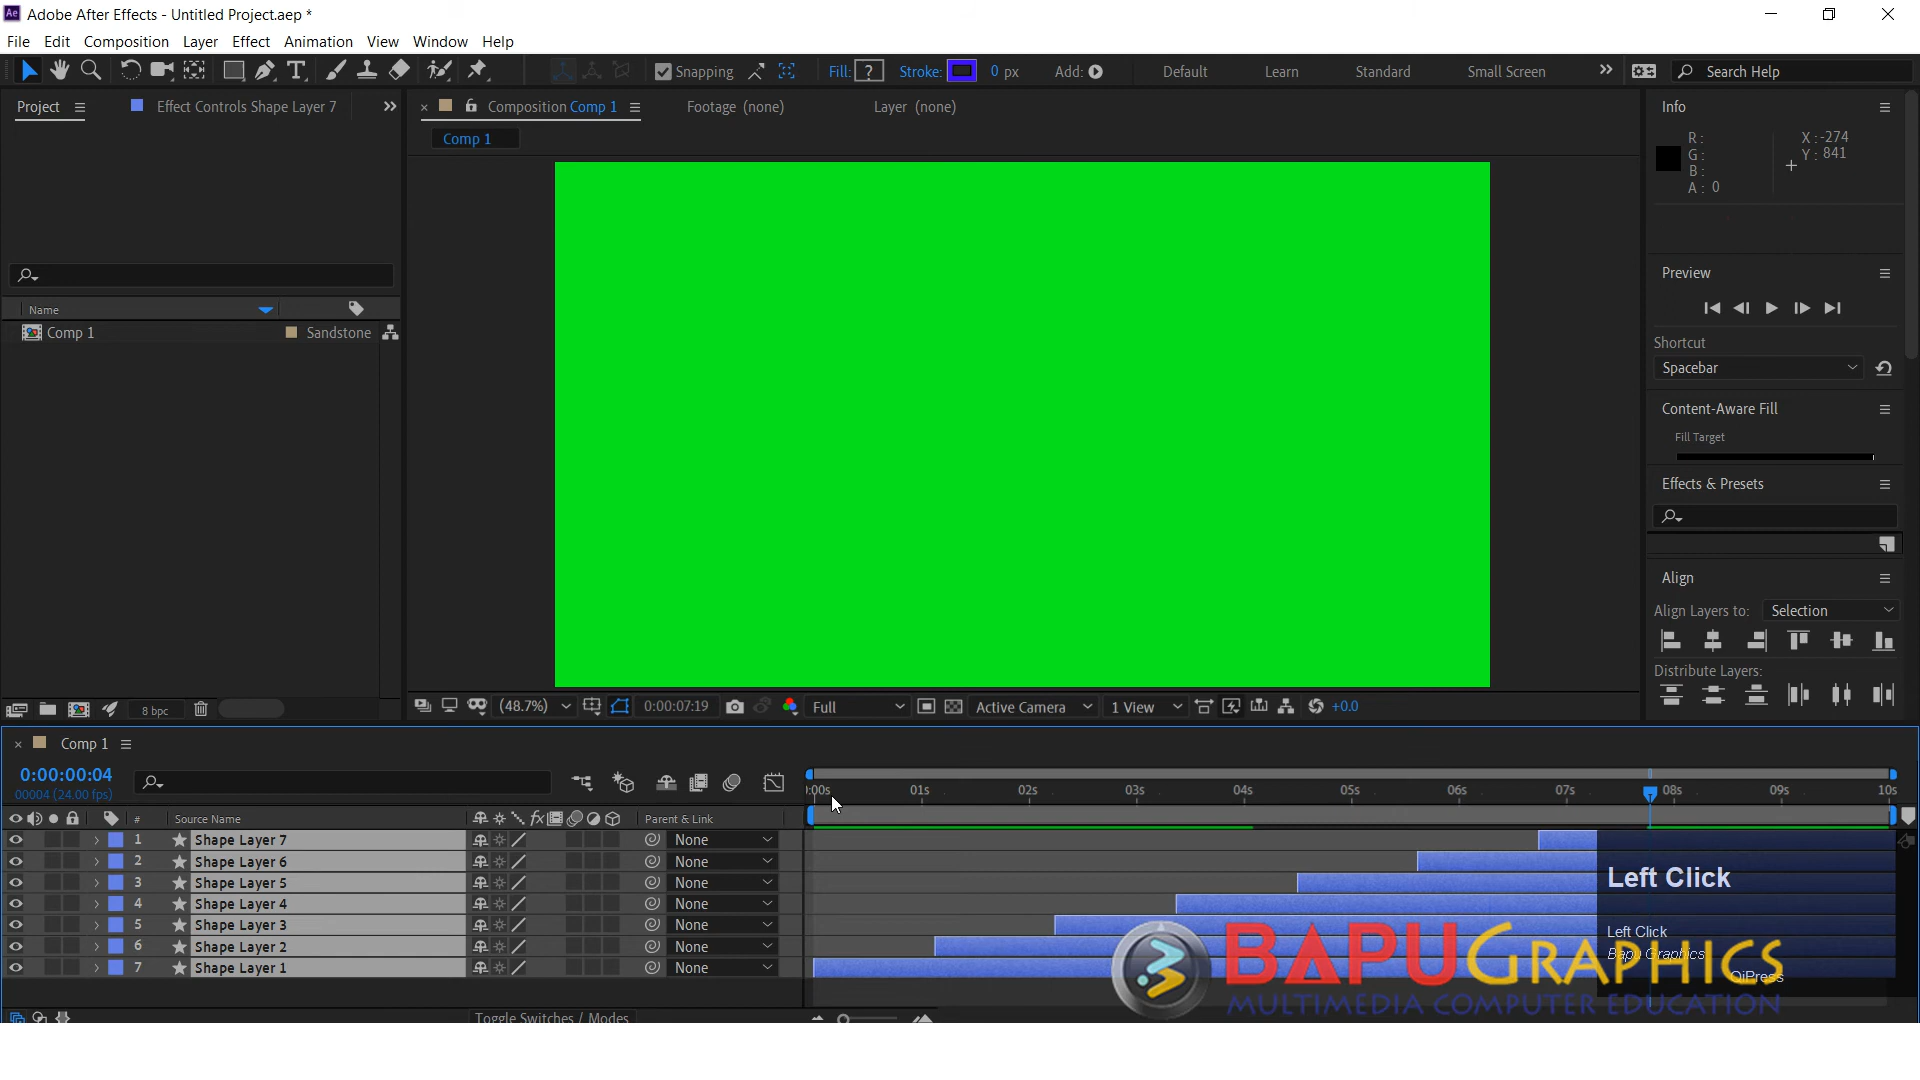 Adobe After Effects - Untitled Project.aep *
File Edit Composition Layer Effect Animation View Window Help
Snapping Fill: ? Stroke: 0 px Add: Default Learn Standard Small Screen Search Help
Project Effect Controls Shape Layer 7
Composition Comp 1 Footage (none) Layer (none)
Comp 1
Name
Comp 1 Sandstone
8 bpc
(48.7%) 0:00:07:19 Full Active Camera 1 View +0.0
Info
R: X: -274
G: Y: 841
B:
A: 0
Preview
Shortcut
Spacebar
Content-Aware Fill
Fill Target
Effects & Presets
Align
Align Layers to: Selection
Distribute Layers:
Comp 1
0:00:00:04
00004 (24.00 fps)
:00s 01s 02s 03s 04s 05s 06s 07s 08s 09s 10s
# Source Name Parent & Link
1 Shape Layer 7 None
2 Shape Layer 6 None
3 Shape Layer 5 None
4 Shape Layer 4 None
5 Shape Layer 3 None
6 Shape Layer 2 None
7 Shape Layer 1 None
Toggle Switches / Modes
Left Click
Left Click
Bapu Graphics
QiPress
BAPU GRAPHICS
MULTIMEDIA COMPUTER EDUCATION